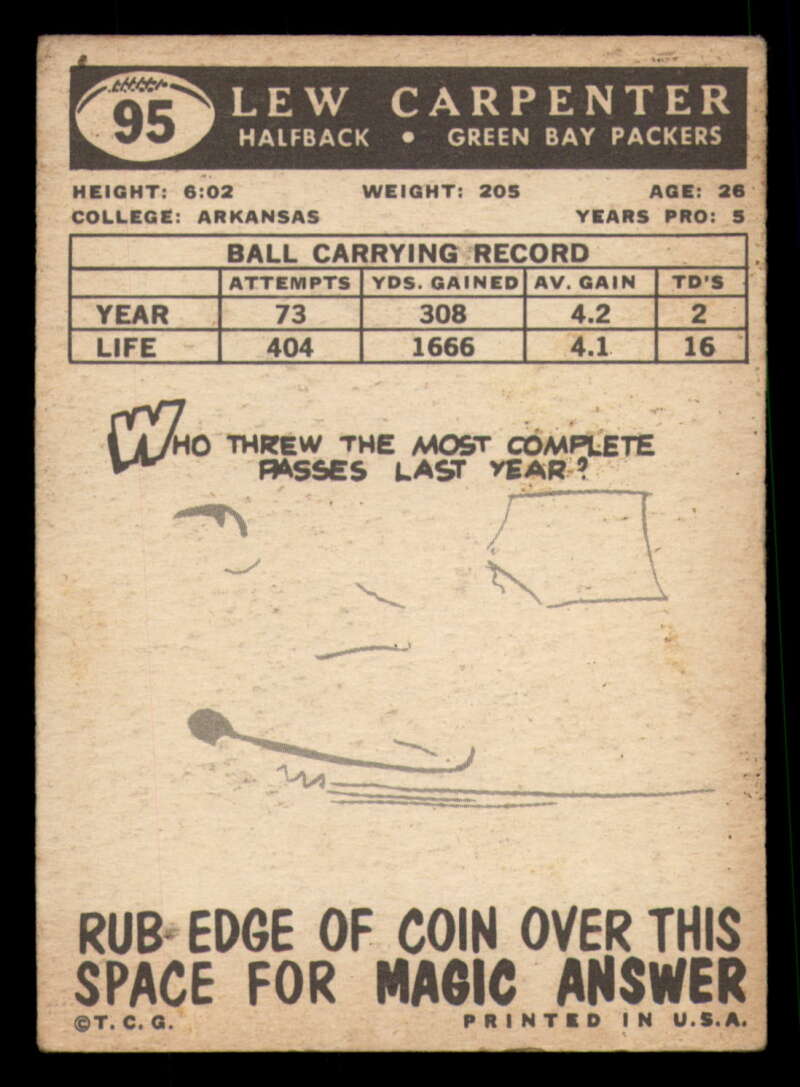 95
LEW CARPENTER
HALFBACK • GREEN BAY PACKERS
HEIGHT: 6:02 WEIGHT: 205 AGE: 26
COLLEGE: ARKANSAS YEARS PRO: 5
BALL CARRYING RECORD
ATTEMPTS YDS. GAINED AV. GAIN TD'S
YEAR 73 308 4.2 2
LIFE 404 1666 4.1 16
WHO THREW THE MOST COMPLETE
PASSES LAST YEAR?
RUB EDGE OF COIN OVER THIS
SPACE FOR MAGIC ANSWER
©T.C.G. PRINTED IN U.S.A.